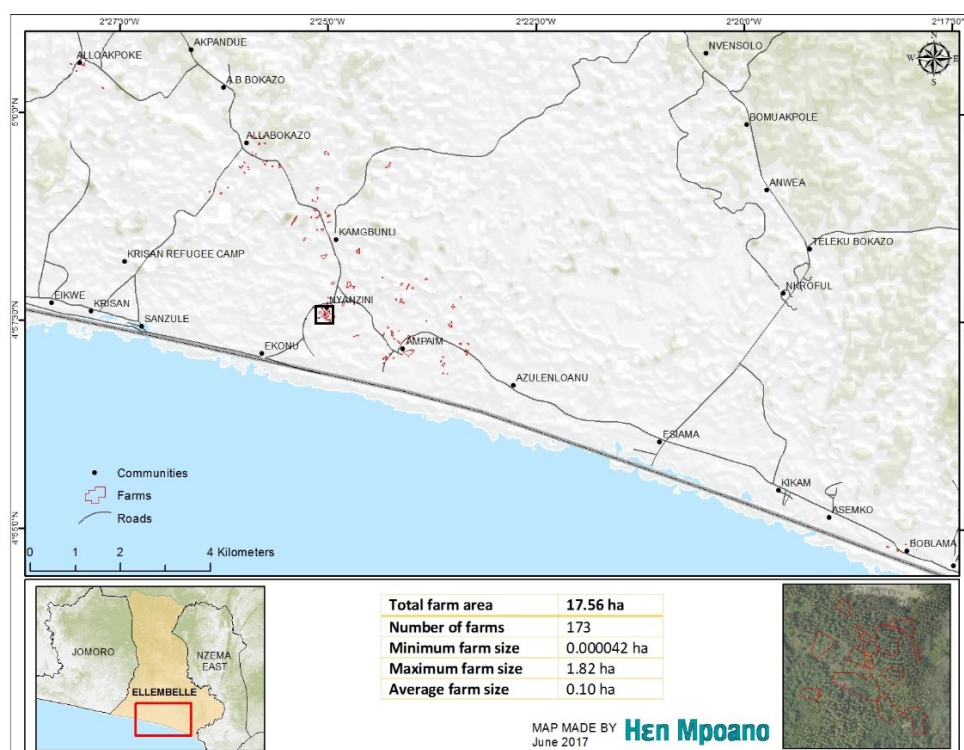 2°27'30"W
2°25'0"W
2°22'30"W
2°20'0"W
2°17'30"
ALLOAKPOKE
AKPANDUE
NVENSOLO
N
W
E
S
A.B BOKAZO
5°0'0"N
BOMUAKPOLE
ALLABOKAZO
ANWEA
KAMGBUNLI
TELEKU BOKAZO
KRISAN REFUGEE CAMP
NKROFUL
EIKWE
KRISAN
NYANZINI
4°57'30"N
SANZULE
EKONU
AMPAIM
AZULENLOANU
ESIAMA
Communities
Farms
Roads
KIKAM
ASEMKO
4°55'0"N
BOBLAMA
0 1 2 4 Kilometers
JOMORO
NZEMA
EAST
ELLEMBELLE
Total farm area 17.56 ha
Number of farms 173
Minimum farm size 0.000042 ha
Maximum farm size 1.82 ha
Average farm size 0.10 ha
MAP MADE BY Hɛn Mpoano
June 2017